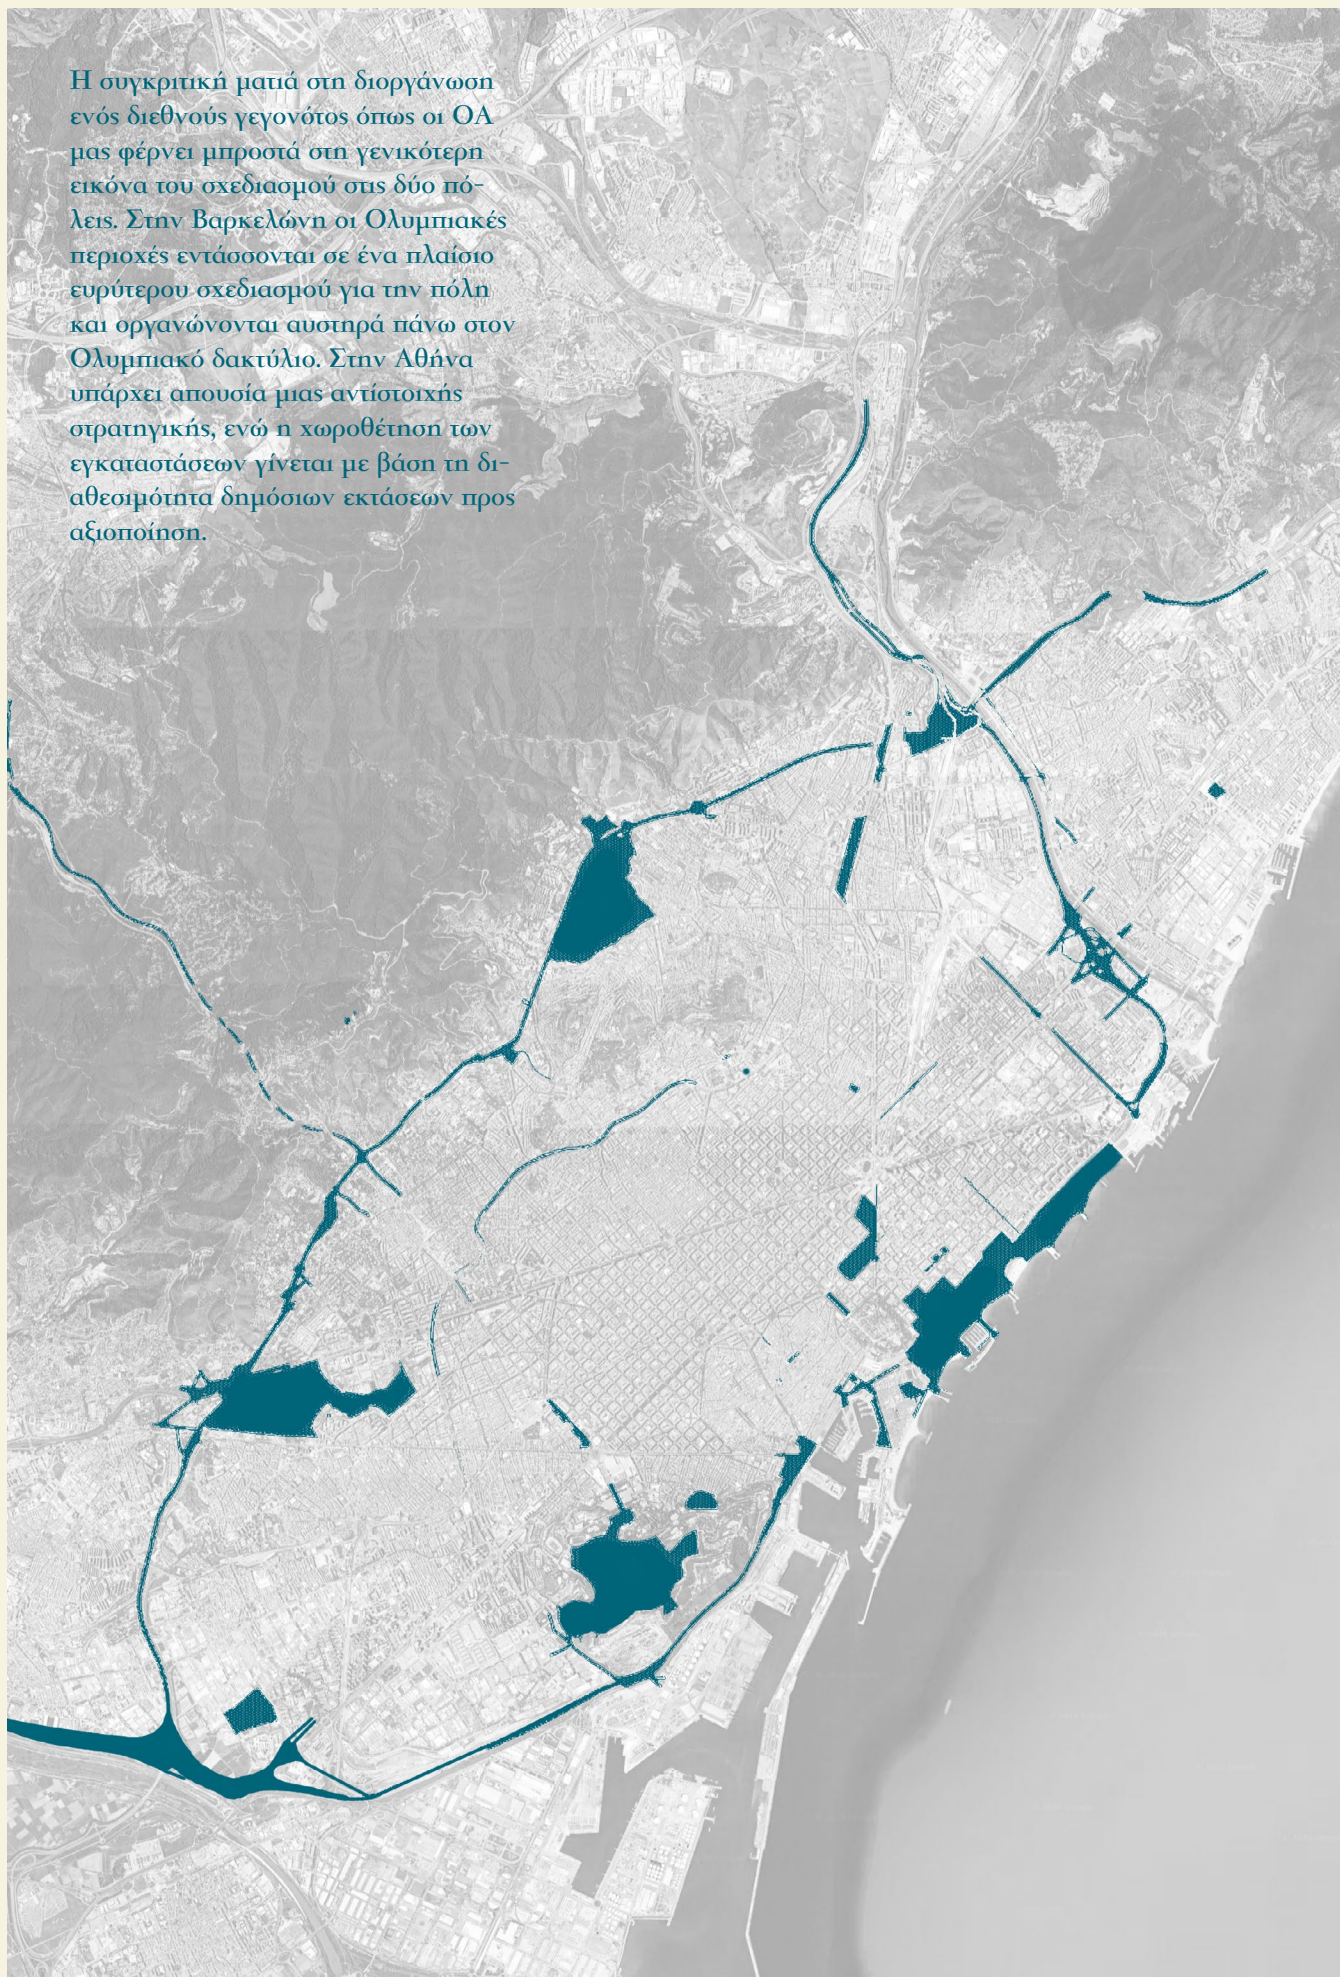 Η συγκριτική ματιά στη διοργάνωση
ενός διεθνούς γεγονότος όπως οι ΟΑ
μας φέρνει μπροστά στη γενικότερη
εικόνα του σχεδιασμού στις δύο πό-
λεις. Στην Βαρκελώνη οι Ολυμπιακές
περιοχές εντάσσονται σε ένα πλαίσιο
ευρύτερου σχεδιασμού για την πόλη
και οργανώνονται αυστηρά πάνω στον
Ολυμπιακό δακτύλιο. Στην Αθήνα
υπάρχει απουσία μιας αντίστοιχής
στρατηγικής, ενώ η χωροθέτηση των
εγκαταστάσεων γίνεται με βάση τη δι-
αθεσιμότητα δημόσιων εκτάσεων προς
αξιοποίηση.